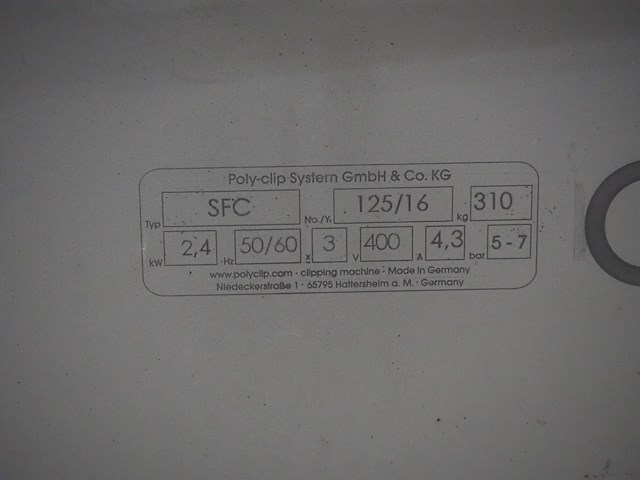 Poly-clip System GmbH & Co. KG
Typ SFC No./Yr. 125/16 kg 310
kW 2,4 Hz 50/60 x 3 V 400 A 4,3 bar 5-7
www.polyclip.com · clipping machine · Made in Germany
Niedeckerstraße 1 · 65795 Hattersheim a. M. · Germany